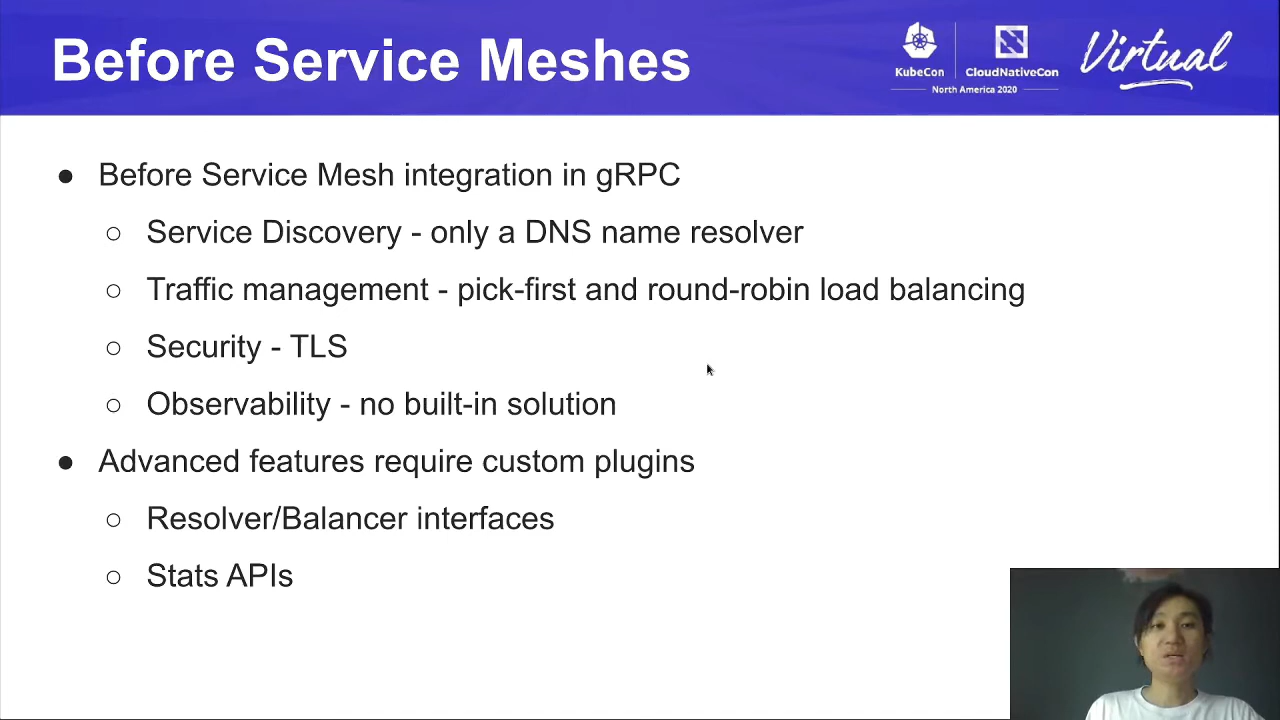 Before Service Meshes
KubeCon
CloudNativeCon
North America 2020
Virtual
● Before Service Mesh integration in gRPC
○ Service Discovery - only a DNS name resolver
○ Traffic management - pick-first and round-robin load balancing
○ Security - TLS
○ Observability - no built-in solution
● Advanced features require custom plugins
○ Resolver/Balancer interfaces
○ Stats APIs